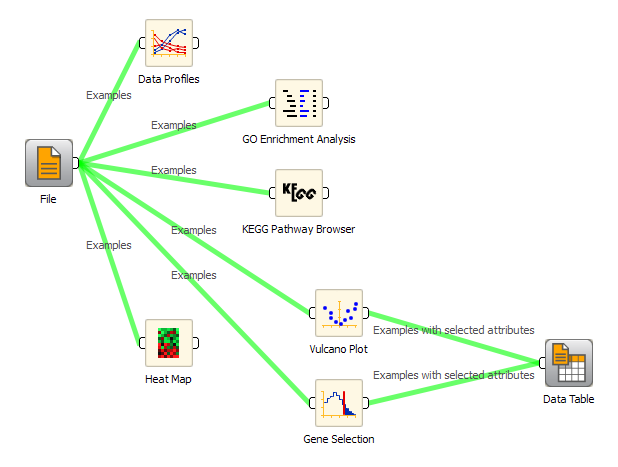 Data Profiles
Examples
Examples
GO Enrichment Analysis
Examples
File
KEGG
KEGG Pathway Browser
Examples
Examples
Examples
Examples with selected attributes
Vulcano Plot
Heat Map
Examples with selected attributes
Data Table
Gene Selection